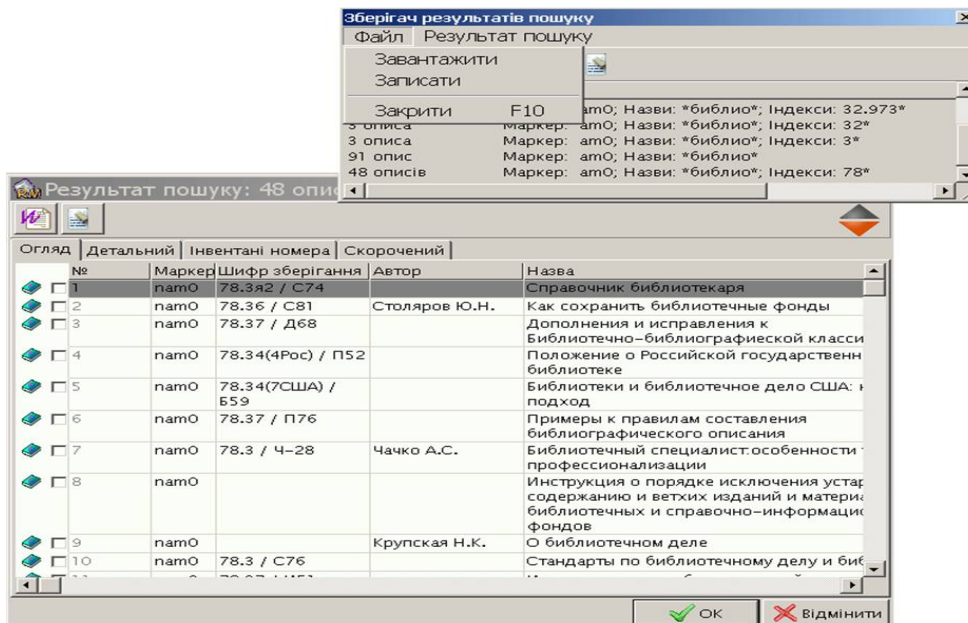 Зберігач результатів пошуку
Файл Результат пошуку
Завантажити
Записати
Закрити F10
am0; Назви: *библио*; Індекси: 32.973*
5 описа Маркер: am0; Назви: *библио*; Індекси: 32*
3 описа Маркер: am0; Назви: *библио*; Індекси: 3*
91 опис Маркер: am0; Назви: *библио*
48 описів Маркер: am0; Назви: *библио*; Індекси: 78*
Результат пошуку: 48
Огляд Детальний Інвентані номера Скорочений
№ Маркер Шифр зберігання Автор Назва
1 nam0 78.3я2 / С74 Справочник библиотекаря
2 nam0 78.36 / С81 Столяров Ю.Н. Как сохранить библиотечные фонды
3 nam0 78.37 / Д68 Дополнения и исправления к
Библиотечно-библиографиеской класси
4 nam0 78.34(4Рос) / П52 Положение о Российской государственн
библиотеке
5 nam0 78.34(7США) / Библиотеки и библиотечное дело США:
Б59 подход
6 nam0 78.37 / П76 Примеры к правилам составления
библиографического описания
7 nam0 78.3 / Ч-28 Чачко А.С. Библиотечный специалист:особенности
профессионализации
8 nam0 Инструкция о порядке исключения устар
содержанию и ветхих изданий и материа
библиотечных и справочно-информацио
фондов
9 nam0 Крупская Н.К. О библиотечном деле
10 nam0 78.3 / С76 Стандарты по библиотечному делу и биб
OK Відмінити